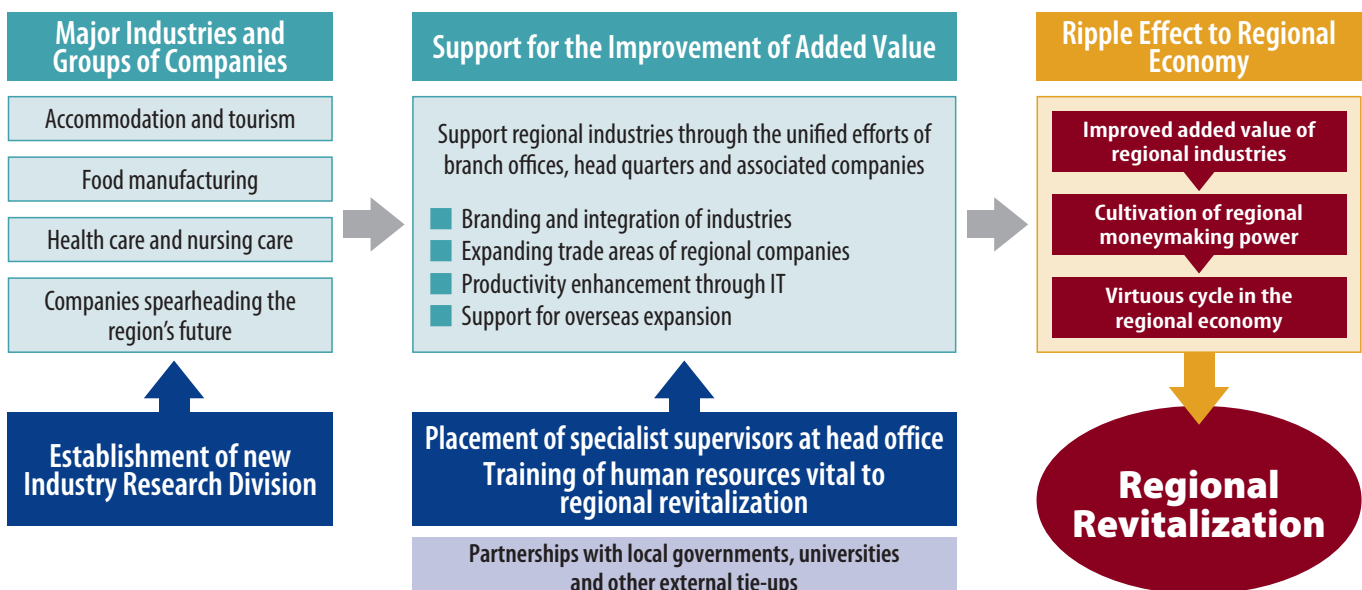 Major Industries and
Groups of Companies
Accommodation and tourism
Food manufacturing
Health care and nursing care
Companies spearheading the
region's future
Establishment of new
Industry Research Division
Support for the Improvement of Added Value
Support regional industries through the unified efforts of
branch offices, head quarters and associated companies
Branding and integration of industries
Expanding trade areas of regional companies
Productivity enhancement through IT
Support for overseas expansion
Placement of specialist supervisors at head office
Training of human resources vital to
regional revitalization
Partnerships with local governments, universities
and other external tie-ups
Ripple Effect to Regional
Economy
Improved added value of
regional industries
Cultivation of regional
moneymaking power
Virtuous cycle in the
regional economy
Regional
Revitalization